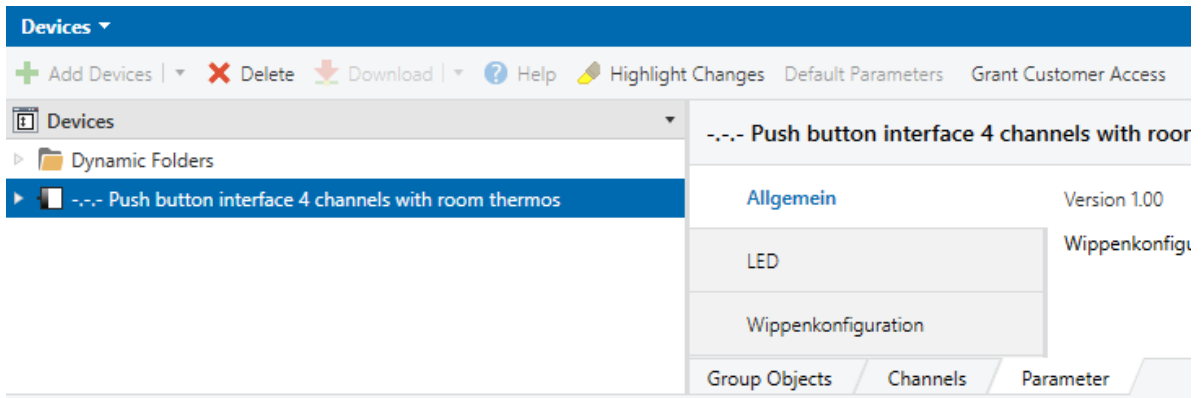 Devices
Add Devices Delete Download Help Highlight Changes Default Parameters Grant Customer Access
Devices
Dynamic Folders
-.-.- Push button interface 4 channels with room thermos
-.-.- Push button interface 4 channels with
Allgemein
Version 1.00
LED
Wippenkonfiguration
Group Objects Channels Parameter